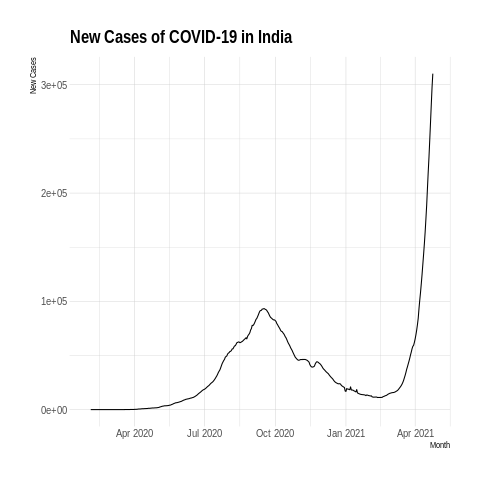 New Cases of COVID-19 in India
New Cases
3e+05
2e+05
1e+05
0e+00
Apr 2020 Jul 2020 Oct 2020 Jan 2021 Apr 2021
Month